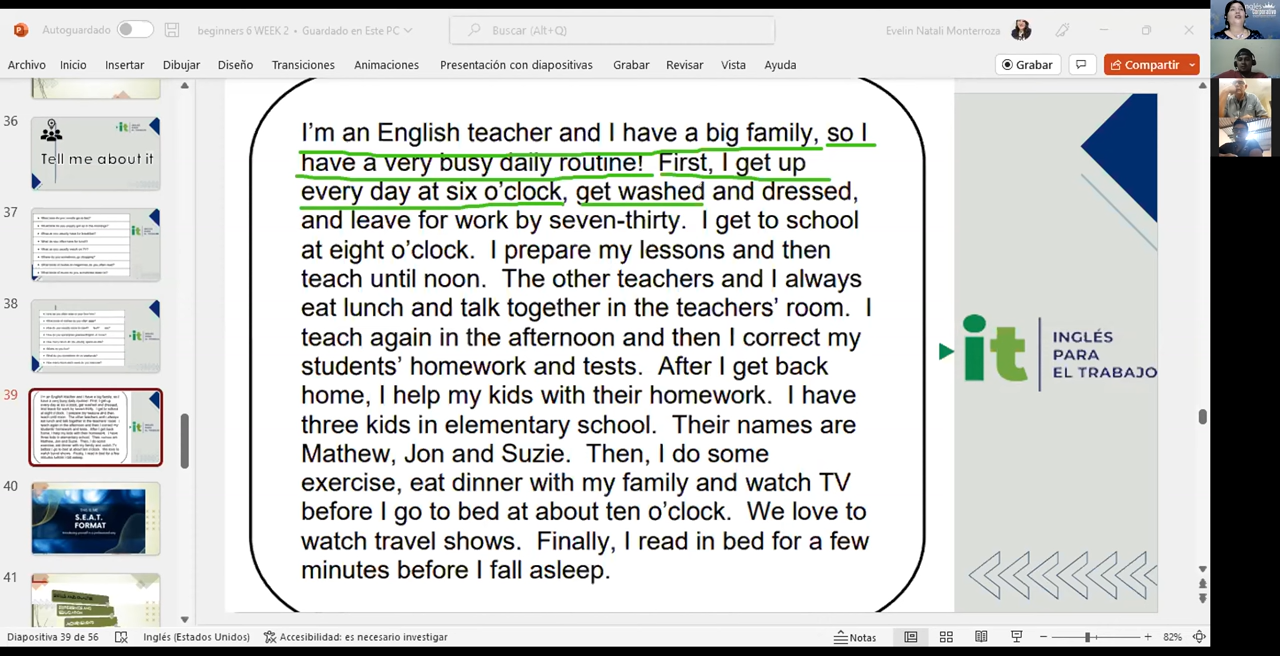 Autoguardado
beginners 6 WEEK 2 • Guardado en Este PC
Buscar (Alt+Q)
Evelin Natali Monterroza
Archivo Inicio Insertar Dibujar Diseño Transiciones Animaciones Presentación con diapositivas Grabar Revisar Vista Ayuda
Grabar
Compartir
36
Tell me about it
37
38
39
40
S.E.A.T.
FORMAT
41
I'm an English teacher and I have a big family, so I
have a very busy daily routine! First, I get up
every day at six o'clock, get washed and dressed,
and leave for work by seven-thirty. I get to school
at eight o'clock. I prepare my lessons and then
teach until noon. The other teachers and I always
eat lunch and talk together in the teachers' room. I
teach again in the afternoon and then I correct my
students' homework and tests. After I get back
home, I help my kids with their homework. I have
three kids in elementary school. Their names are
Mathew, Jon and Suzie. Then, I do some
exercise, eat dinner with my family and watch TV
before I go to bed at about ten o'clock. We love to
watch travel shows. Finally, I read in bed for a few
minutes before I fall asleep.
it
INGLÉS
PARA
EL TRABAJO
Diapositiva 39 de 56
Inglés (Estados Unidos)
Accesibilidad: es necesario investigar
Notas
82%